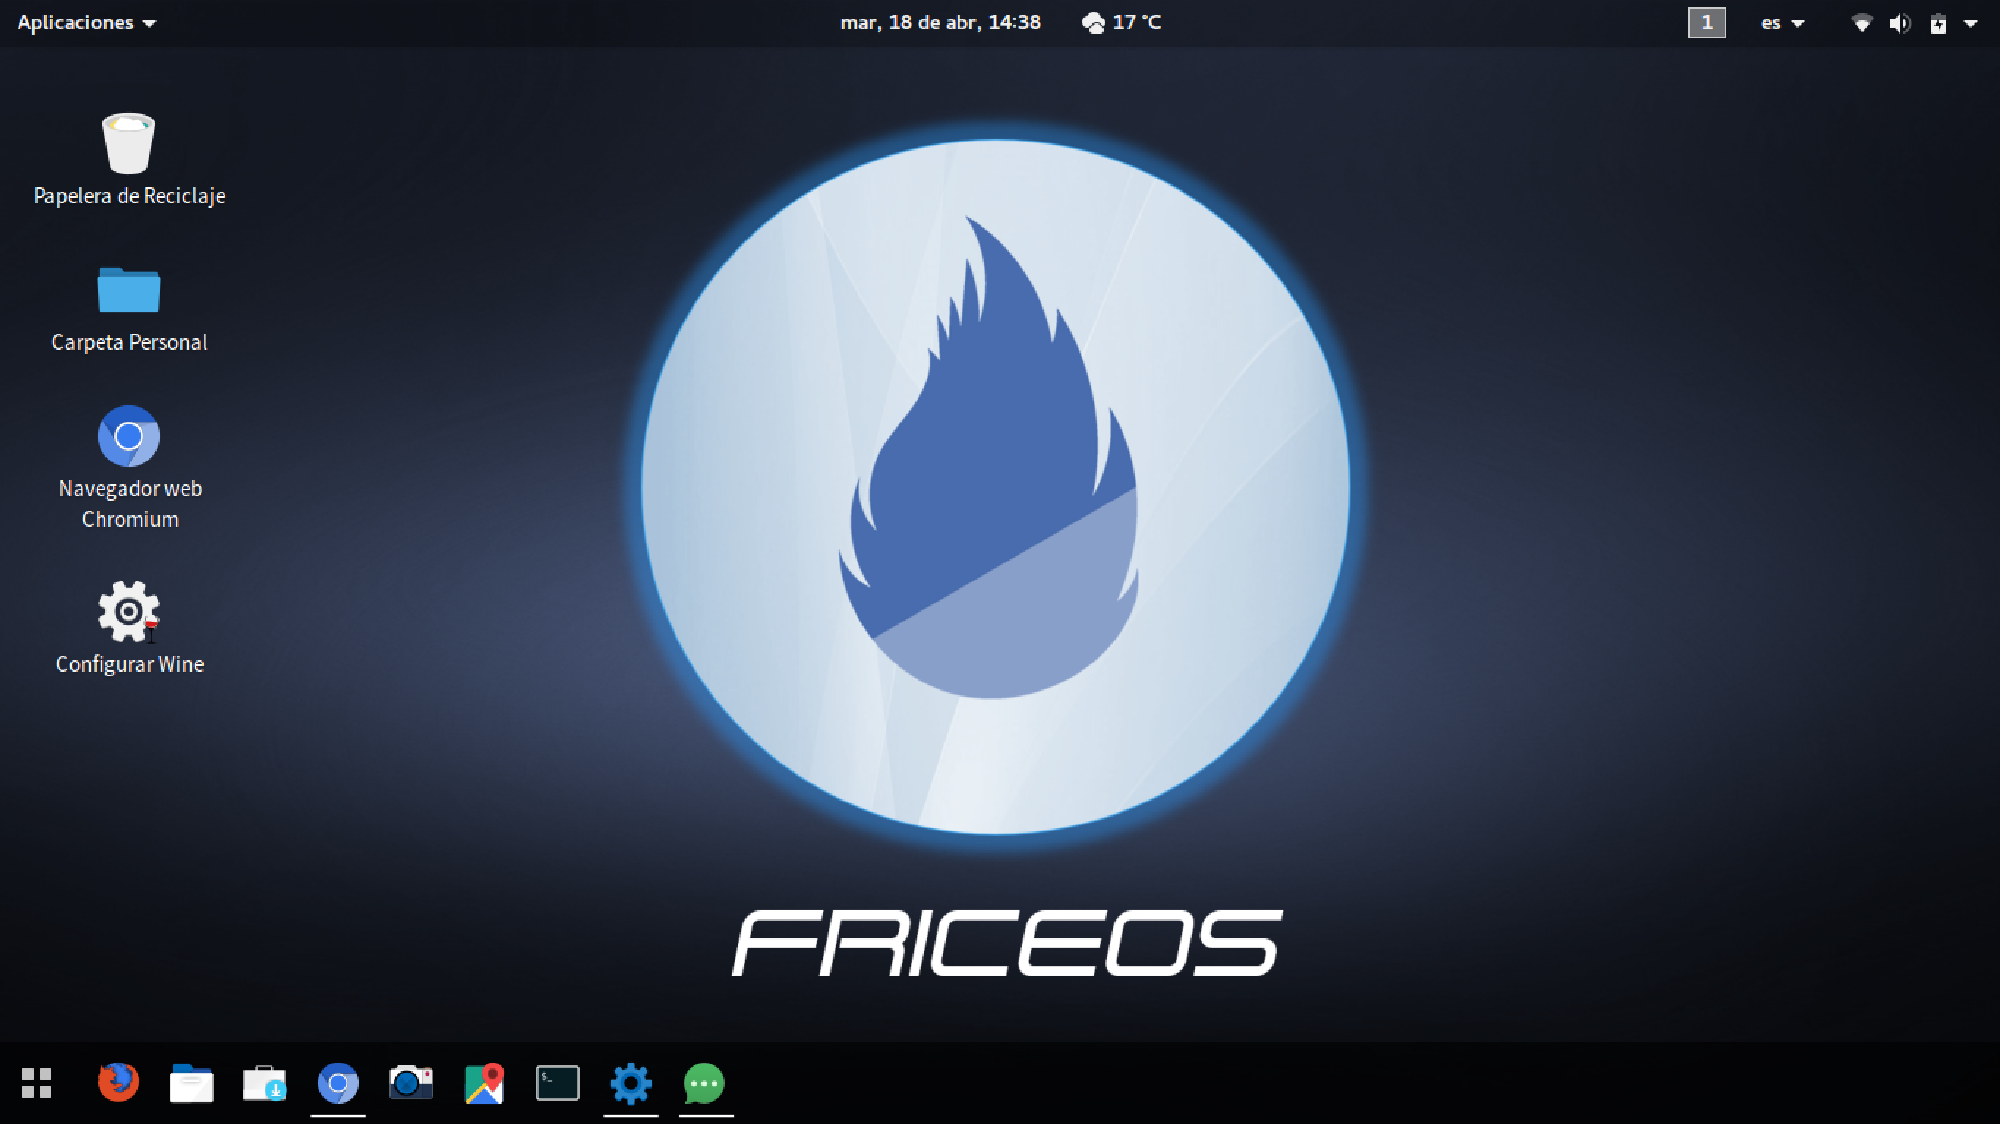 Aplicaciones
mar, 18 de abr, 14:38
17 °C
1
es
Papelera de Reciclaje
Carpeta Personal
Navegador web
Chromium
Configurar Wine
FRICEOS
$_